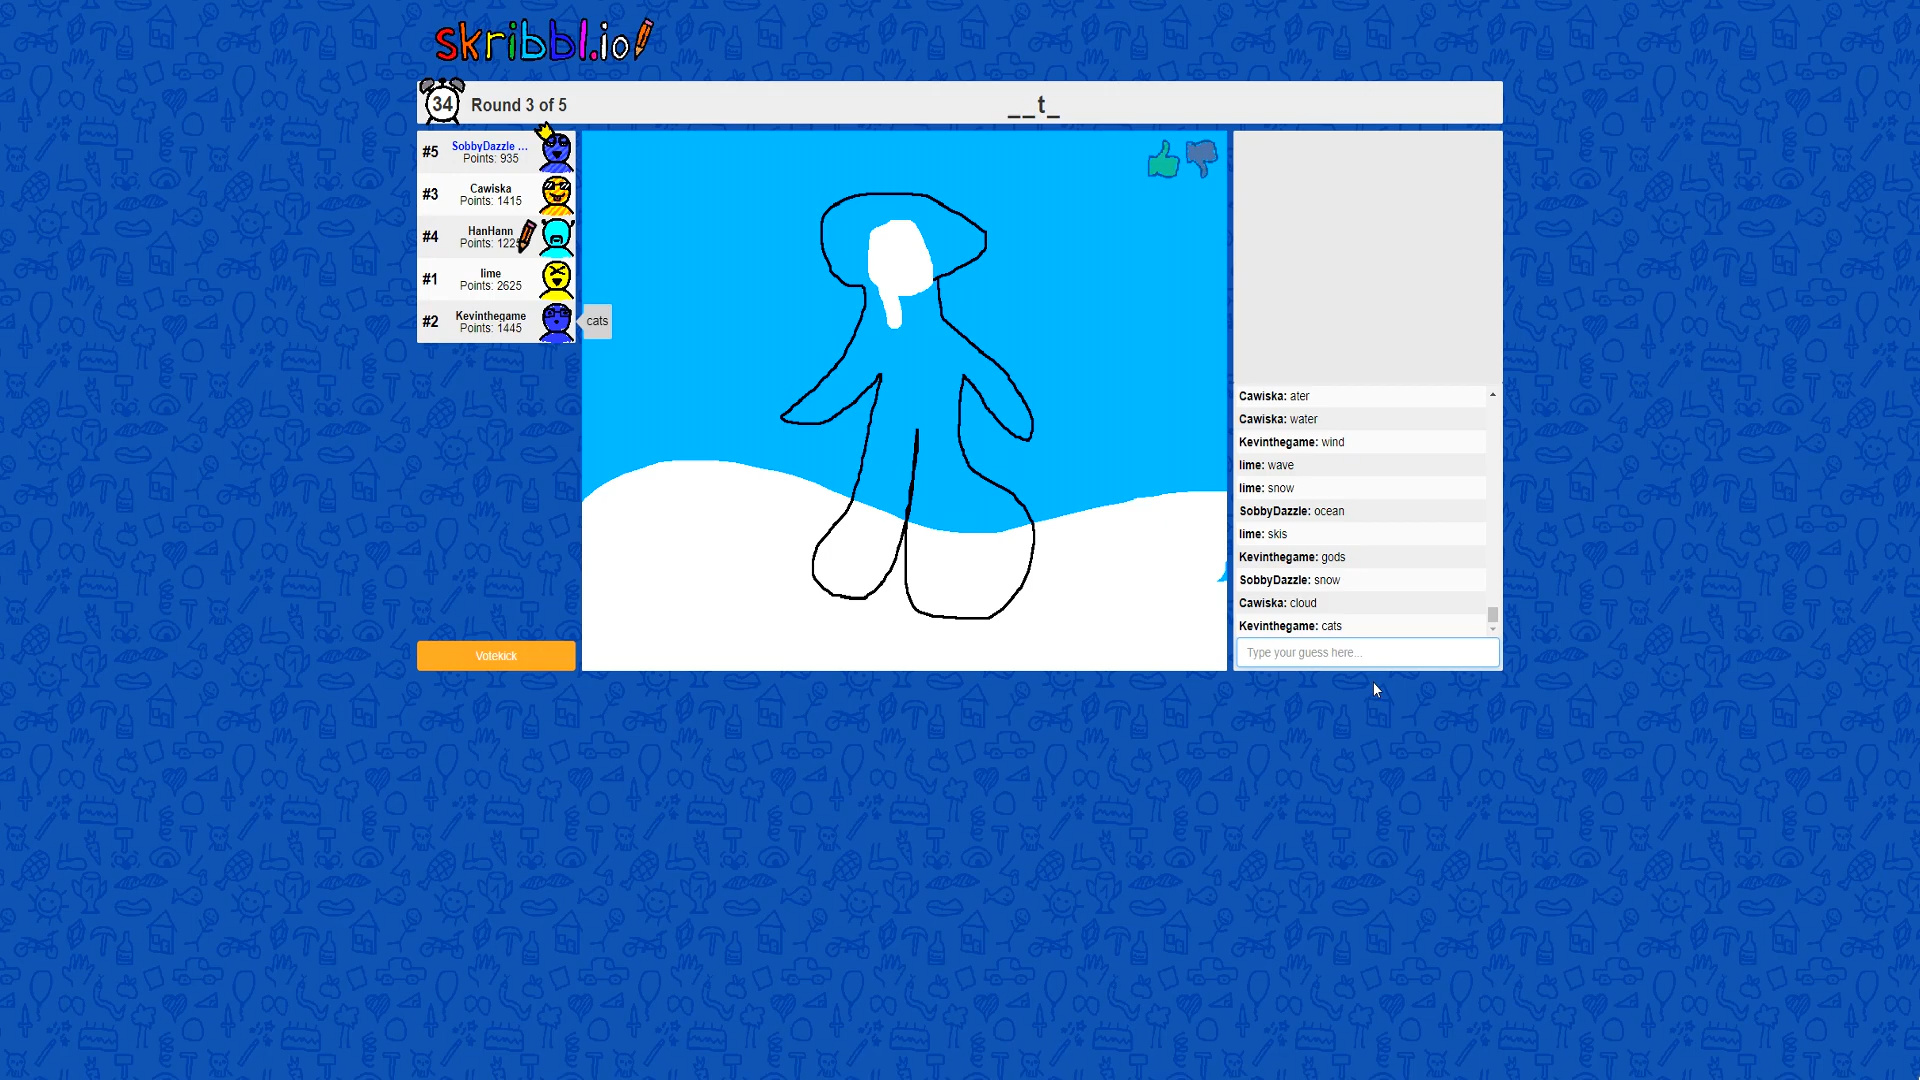 skribbl.io
34 Round 3 of 5
__t_
#5 SobbyDazzle ...
Points: 935
#3 Cawiska
Points: 1415
#4 HanHann
Points: 1225
#1 lime
Points: 2625
#2 Kevinthegame
Points: 1445
cats
Votekick
Cawiska: ater
Cawiska: water
Kevinthegame: wind
lime: wave
lime: snow
SobbyDazzle: ocean
lime: skis
Kevinthegame: gods
SobbyDazzle: snow
Cawiska: cloud
Kevinthegame: cats
Type your guess here...